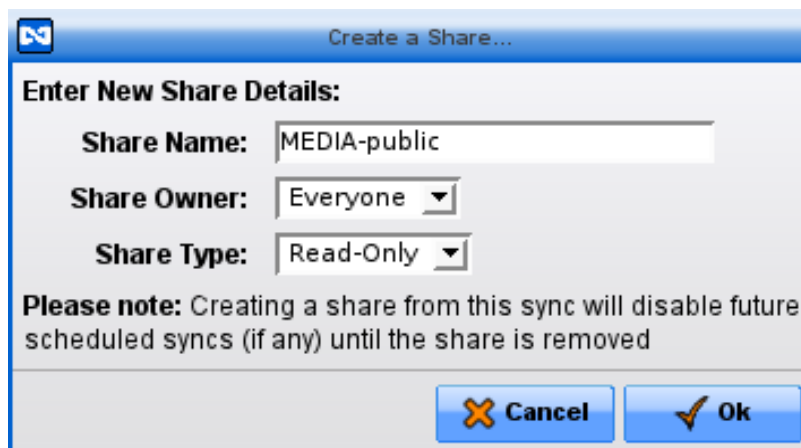 Create a Share...
Enter New Share Details:
Share Name: MEDIA-public
Share Owner: Everyone
Share Type: Read-Only
Please note: Creating a share from this sync will disable future
scheduled syncs (if any) until the share is removed
Cancel Ok